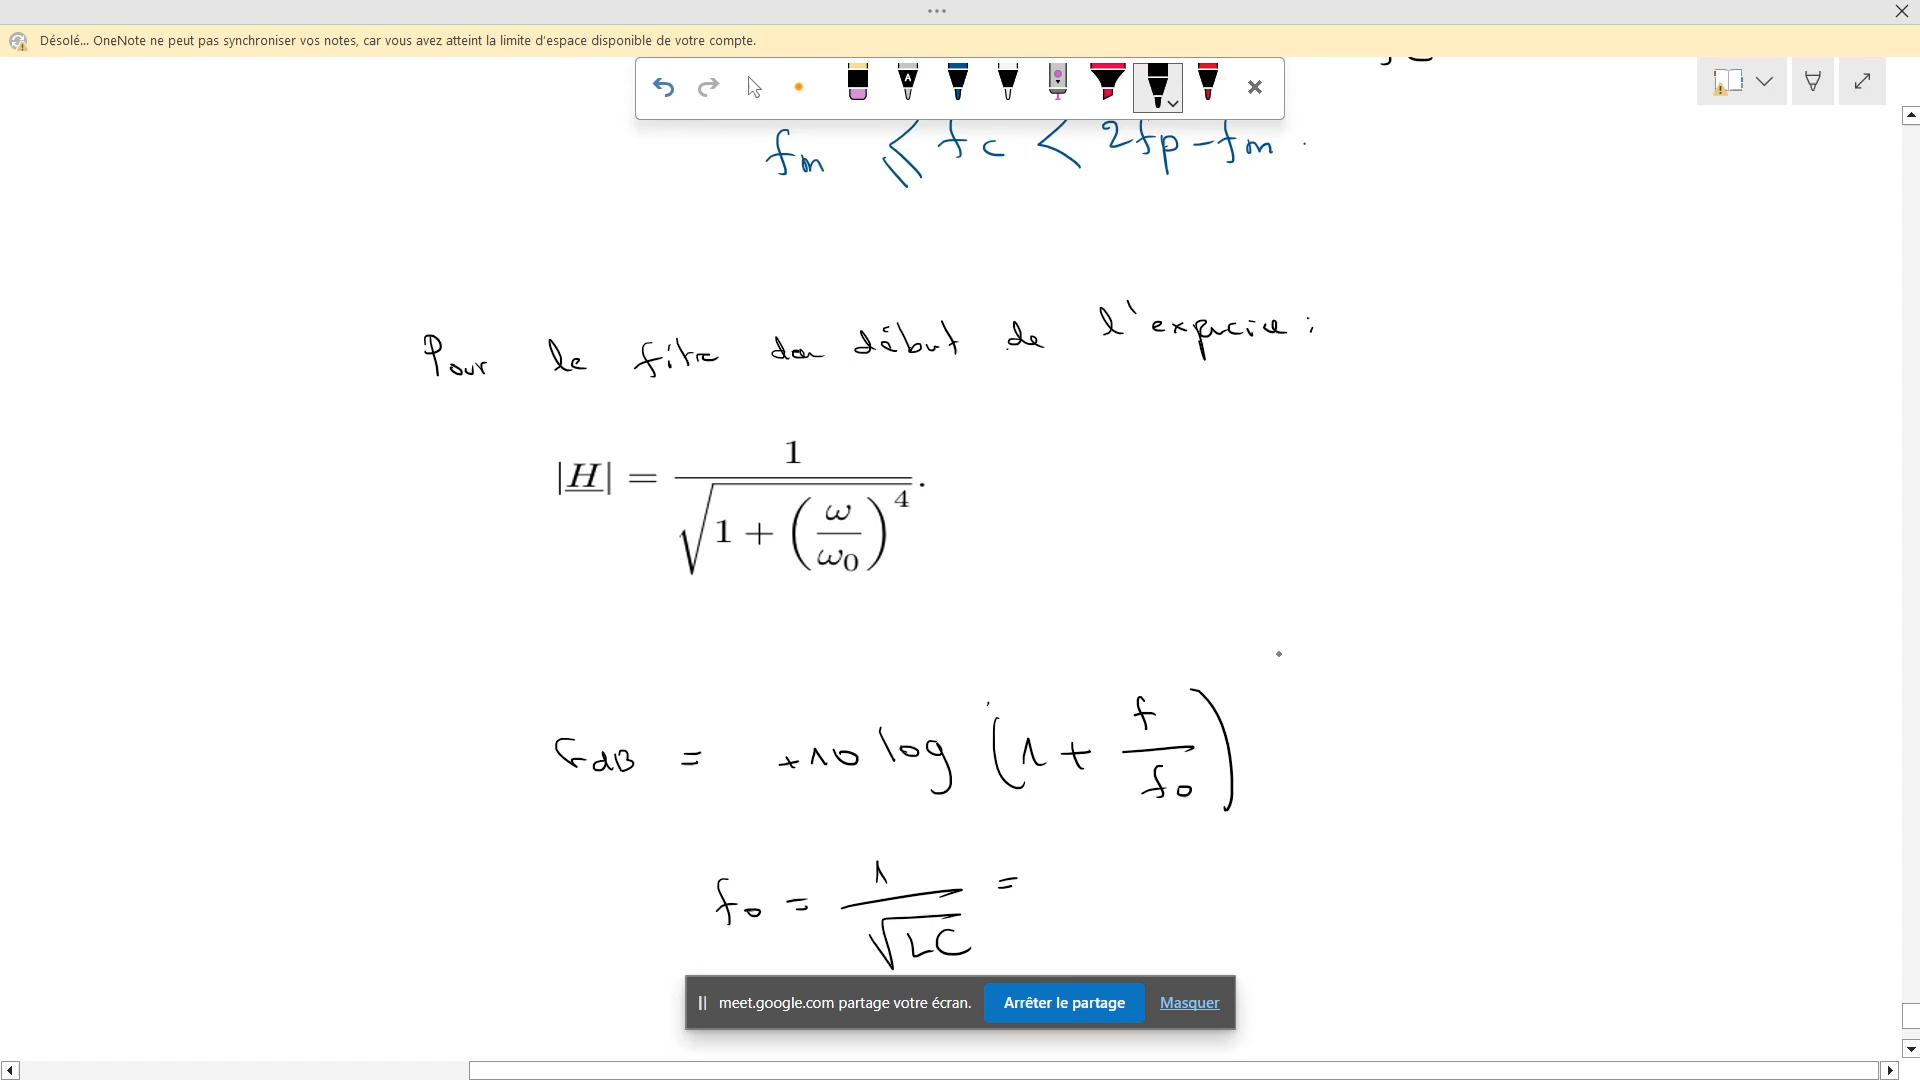 Désolé... OneNote ne peut pas synchroniser vos notes, car vous avez atteint la limite d'espace disponible de votre compte.
fm ⩽ fc < 2fp - fm .
Pour le filtre du début de l'exercice :
|H| = 1 / √(1 + (ω/ω0)^4).
GdB = +10 log (1 + f/f0)
f0 = 1/√LC =
meet.google.com partage votre écran. Arrêter le partage Masquer